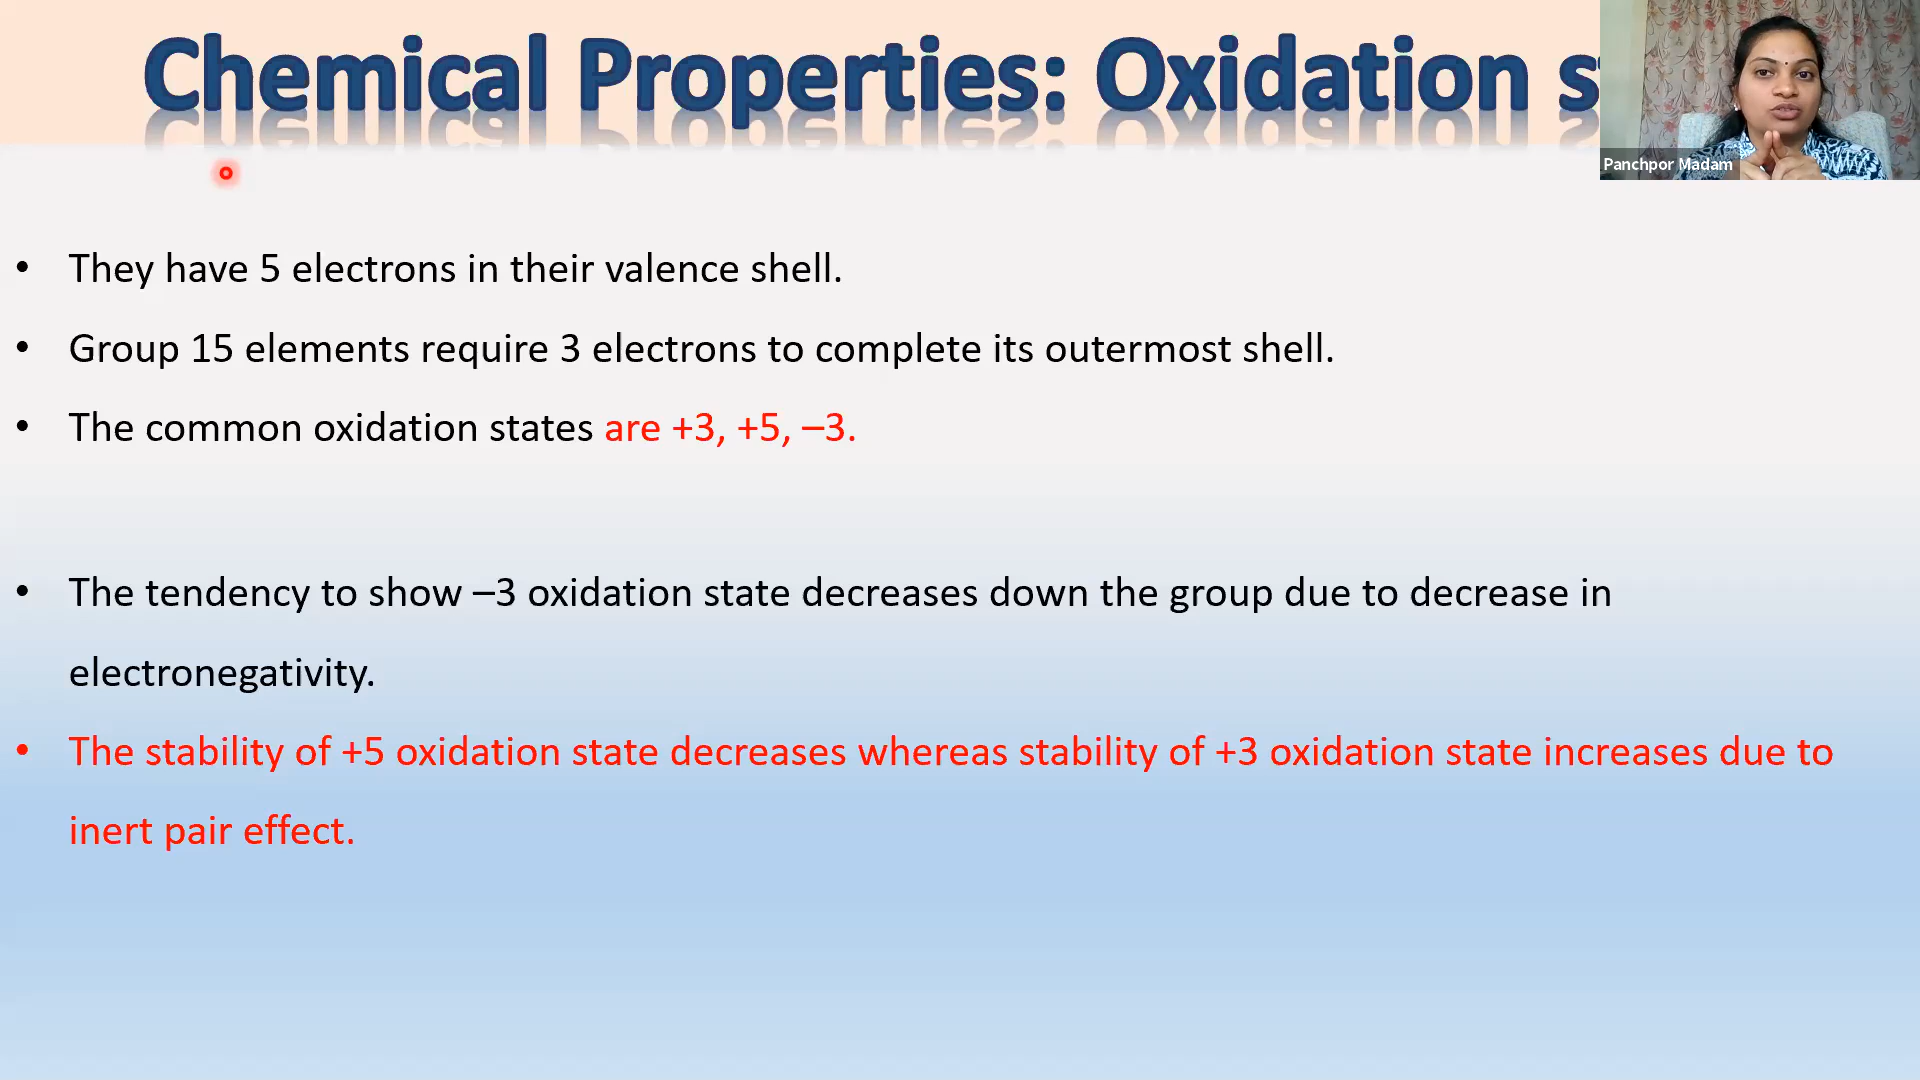 Chemical Properties: Oxidation s
Panchpor Madam
• They have 5 electrons in their valence shell.
• Group 15 elements require 3 electrons to complete its outermost shell.
• The common oxidation states are +3, +5, –3.
• The tendency to show –3 oxidation state decreases down the group due to decrease in
electronegativity.
• The stability of +5 oxidation state decreases whereas stability of +3 oxidation state increases due to
inert pair effect.